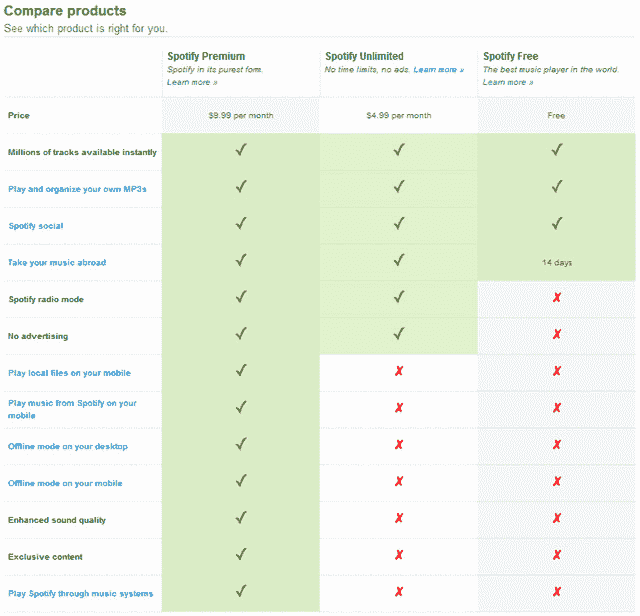 Compare products
See which product is right for you.
Spotify Premium
Spotify in its purest form.
Learn more »
Spotify Unlimited
No time limits, no ads. Learn more »
Spotify Free
The best music player in the world.
Learn more »
Price
$9.99 per month
$4.99 per month
Free
Millions of tracks available instantly
Play and organize your own MP3s
Spotify social
Take your music abroad
14 days
Spotify radio mode
No advertising
Play local files on your mobile
Play music from Spotify on your
mobile
Offline mode on your desktop
Offline mode on your mobile
Enhanced sound quality
Exclusive content
Play Spotify through music systems